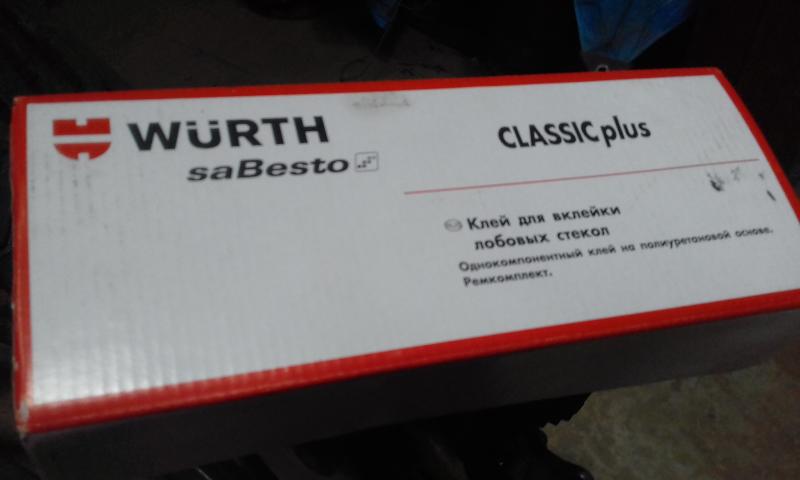 WÜRTH
saBesto
CLASSIC plus
Клей для вклейки
лобовых стекол
Однокомпонентный клей на полиуретановой основе.
Ремкомплект.